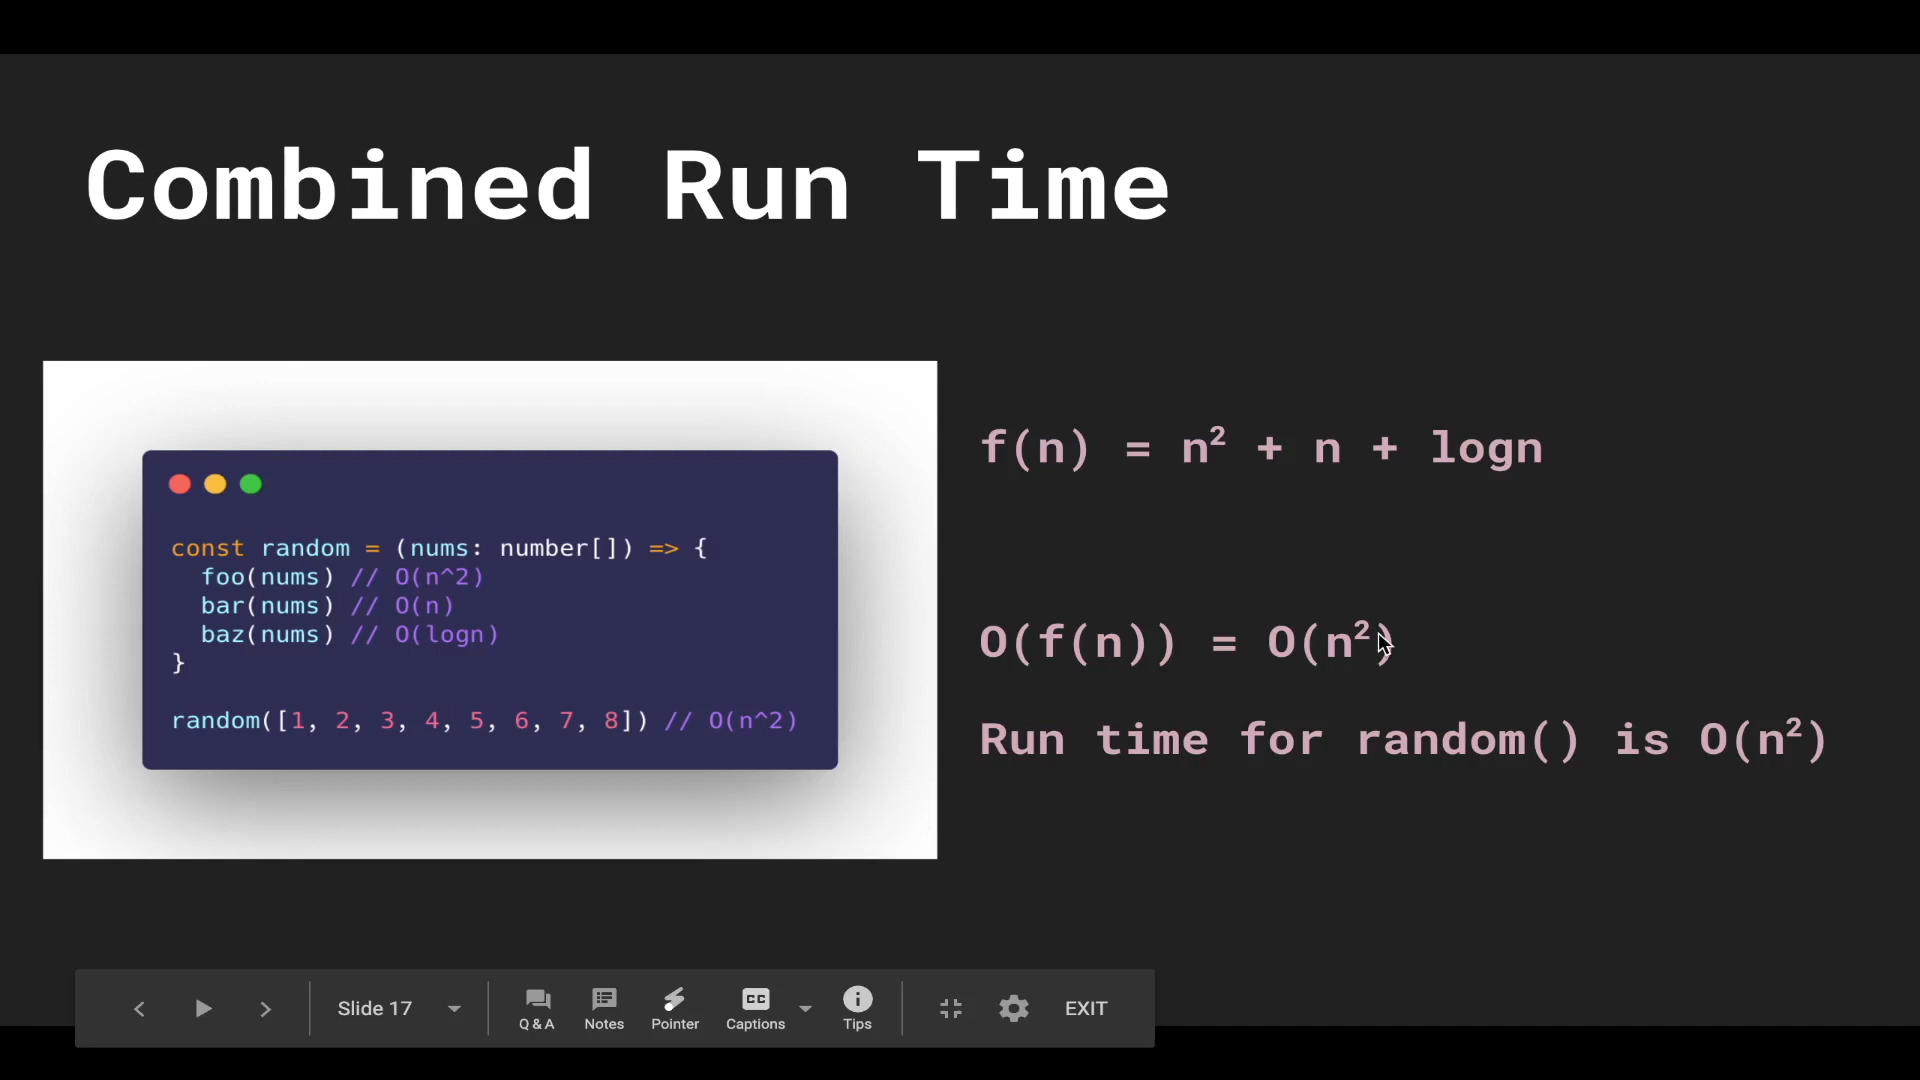 Combined Run Time
const random = (nums: number[]) => {
foo(nums) // O(n^2)
bar(nums) // O(n)
baz(nums) // O(logn)
}
random([1, 2, 3, 4, 5, 6, 7, 8]) // O(n^2)
f(n) = n² + n + logn
O(f(n)) = O(n²)
Run time for random() is O(n²)
Slide 17
Q & A
Notes
Pointer
CC
Captions
Tips
EXIT